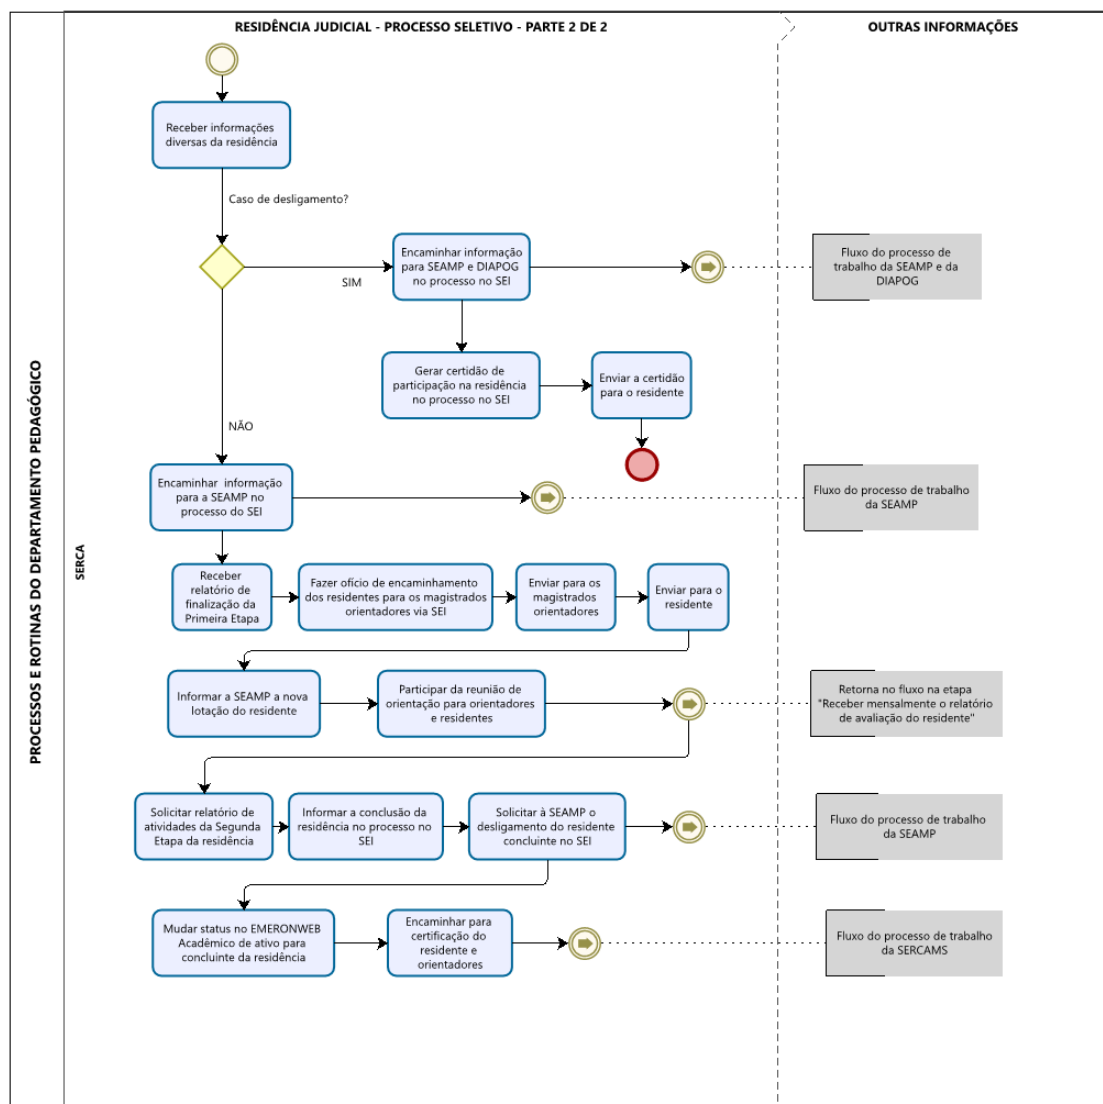 RESIDÊNCIA JUDICIAL - PROCESSO SELETIVO - PARTE 2 DE 2
OUTRAS INFORMAÇÕES
PROCESSOS E ROTINAS DO DEPARTAMENTO PEDAGÓGICO
SERCA
Receber informações
diversas da residência
Caso de desligamento?
SIM
Encaminhar informação
para SEAMP e DIAPOG
no processo no SEI
Fluxo do processo de
trabalho da SEAMP e da
DIAPOG
Gerar certidão de
participação na residência
no processo no SEI
Enviar a certidão
para o residente
NÃO
Encaminhar informação
para a SEAMP no
processo do SEI
Fluxo do processo de trabalho
da SEAMP
Receber
relatório de
finalização da
Primeira Etapa
Fazer ofício de encaminhamento
dos residentes para os magistrados
orientadores via SEI
Enviar para os
magistrados
orientadores
Enviar para o
residente
Informar a SEAMP a nova
lotação do residente
Participar da reunião de
orientação para orientadores
e residentes
Retorna no fluxo na etapa
"Receber mensalmente o relatório
de avaliação do residente"
Solicitar relatório de
atividades da Segunda
Etapa da residência
Informar a conclusão da
residência no processo no
SEI
Solicitar à SEAMP o
desligamento do residente
concluinte no SEI
Fluxo do processo de trabalho
da SEAMP
Mudar status no EMERONWEB
Acadêmico de ativo para
concluinte da residência
Encaminhar para
certificação do
residente e
orientadores
Fluxo do processo de trabalho
da SERCAMS